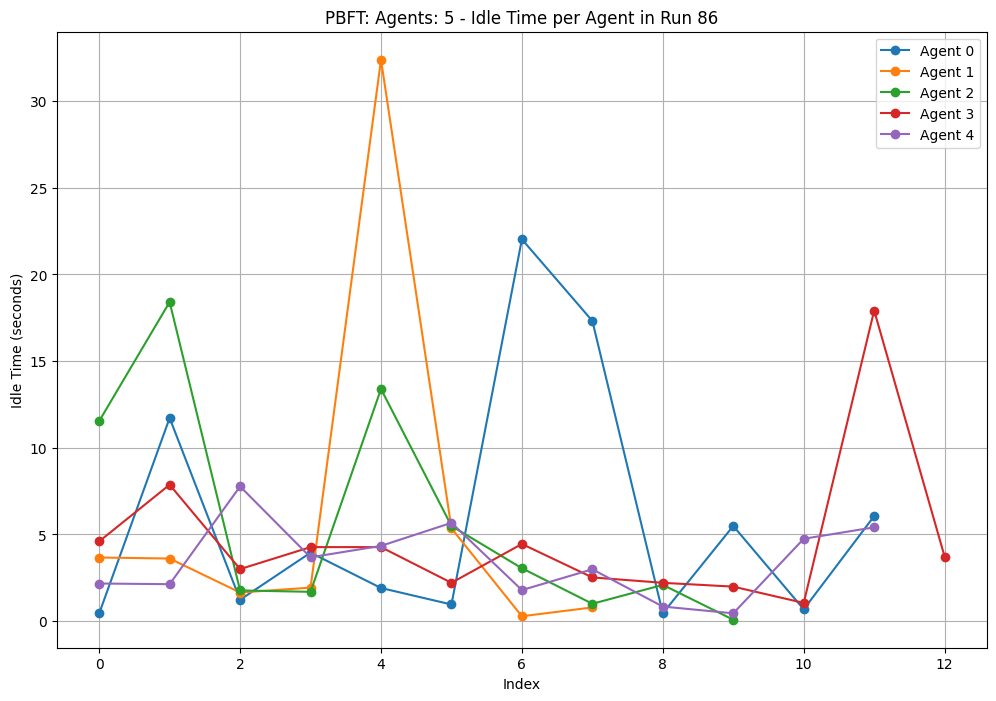 PBFT: Agents: 5 - Idle Time per Agent in Run 86
Agent 0
Agent 1
Agent 2
Agent 3
Agent 4
Idle Time (seconds)
30
25
20
15
10
5
0
0 2 4 6 8 10 12
Index